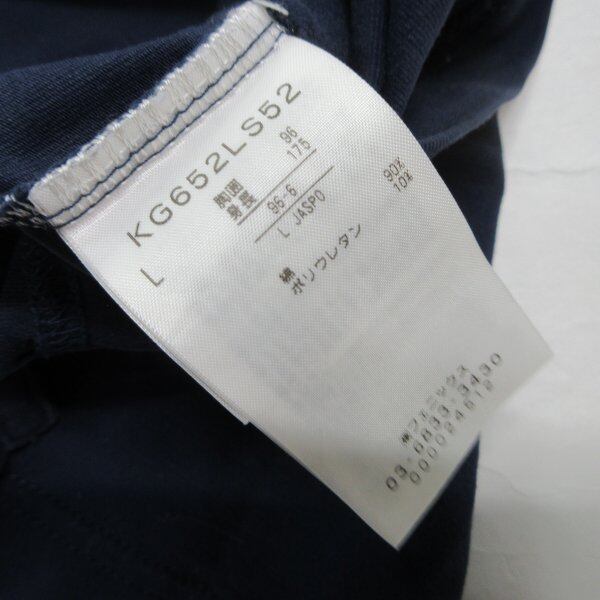 KG652LS52
L
胸囲 96
身長 175
96-6
L JASPO
綿 90%
ポリウレタン 10%
㈱フェニックス
03-6833-3430
000024619